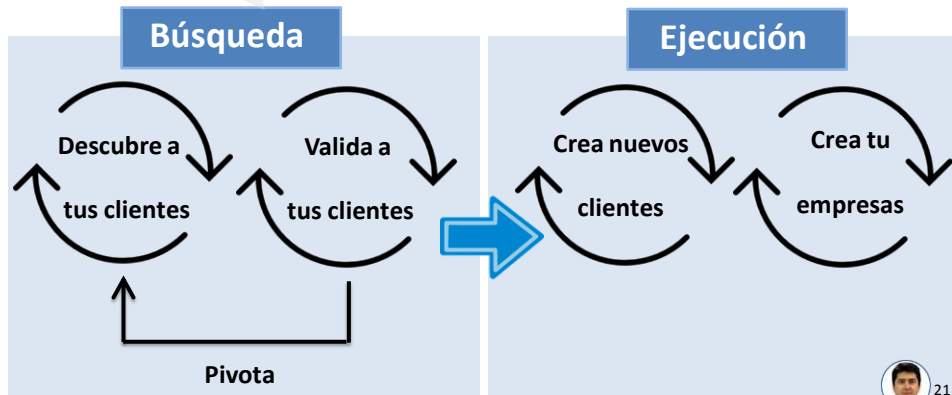 Búsqueda
Descubre a
tus clientes
Valida a
tus clientes
Pivota
Ejecución
Crea nuevos
clientes
Crea tu
empresas
21